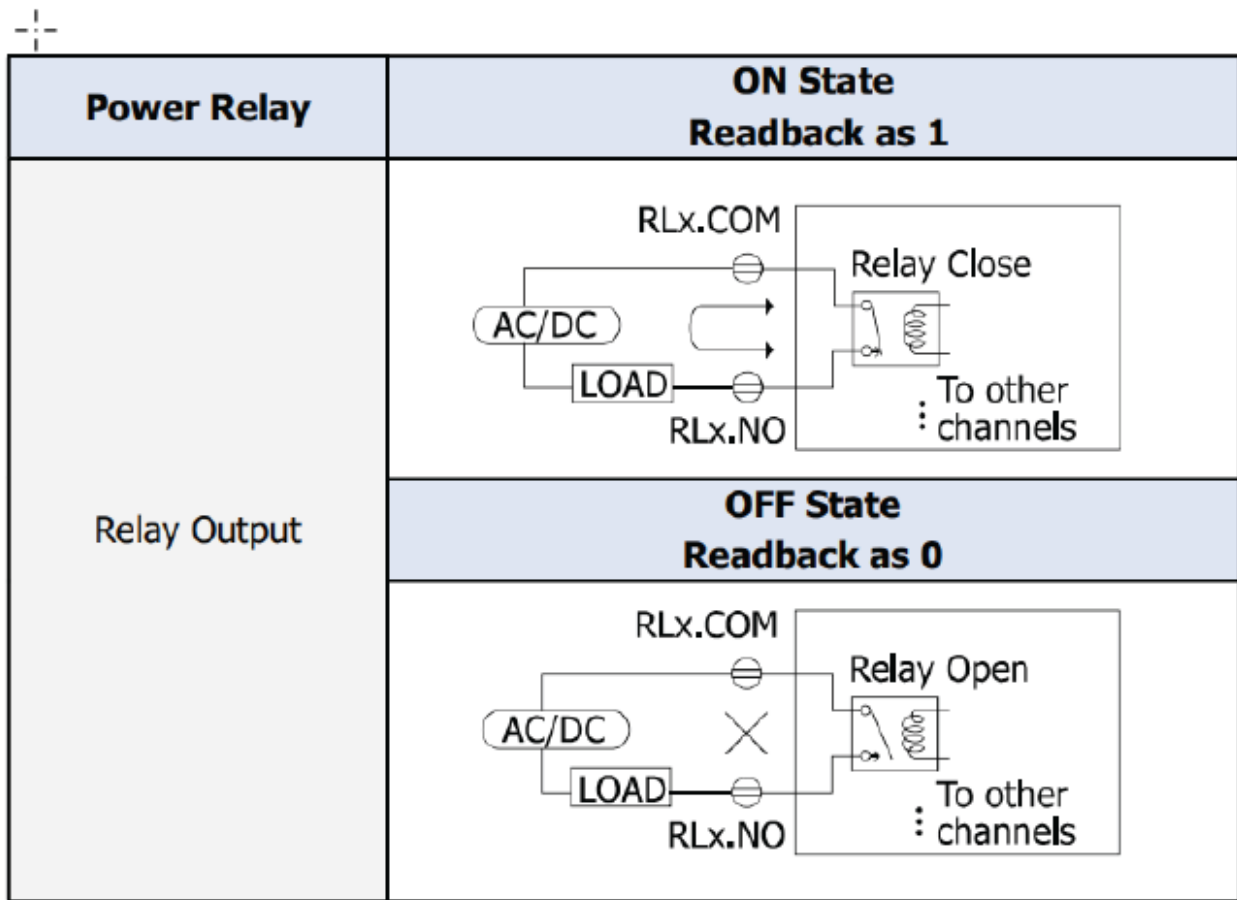 Power Relay
ON State
Readback as 1
Relay Output
RLx.COM
Relay Close
AC/DC
LOAD
To other
channels
RLx.NO
OFF State
Readback as 0
RLx.COM
Relay Open
AC/DC
LOAD
To other
channels
RLx.NO